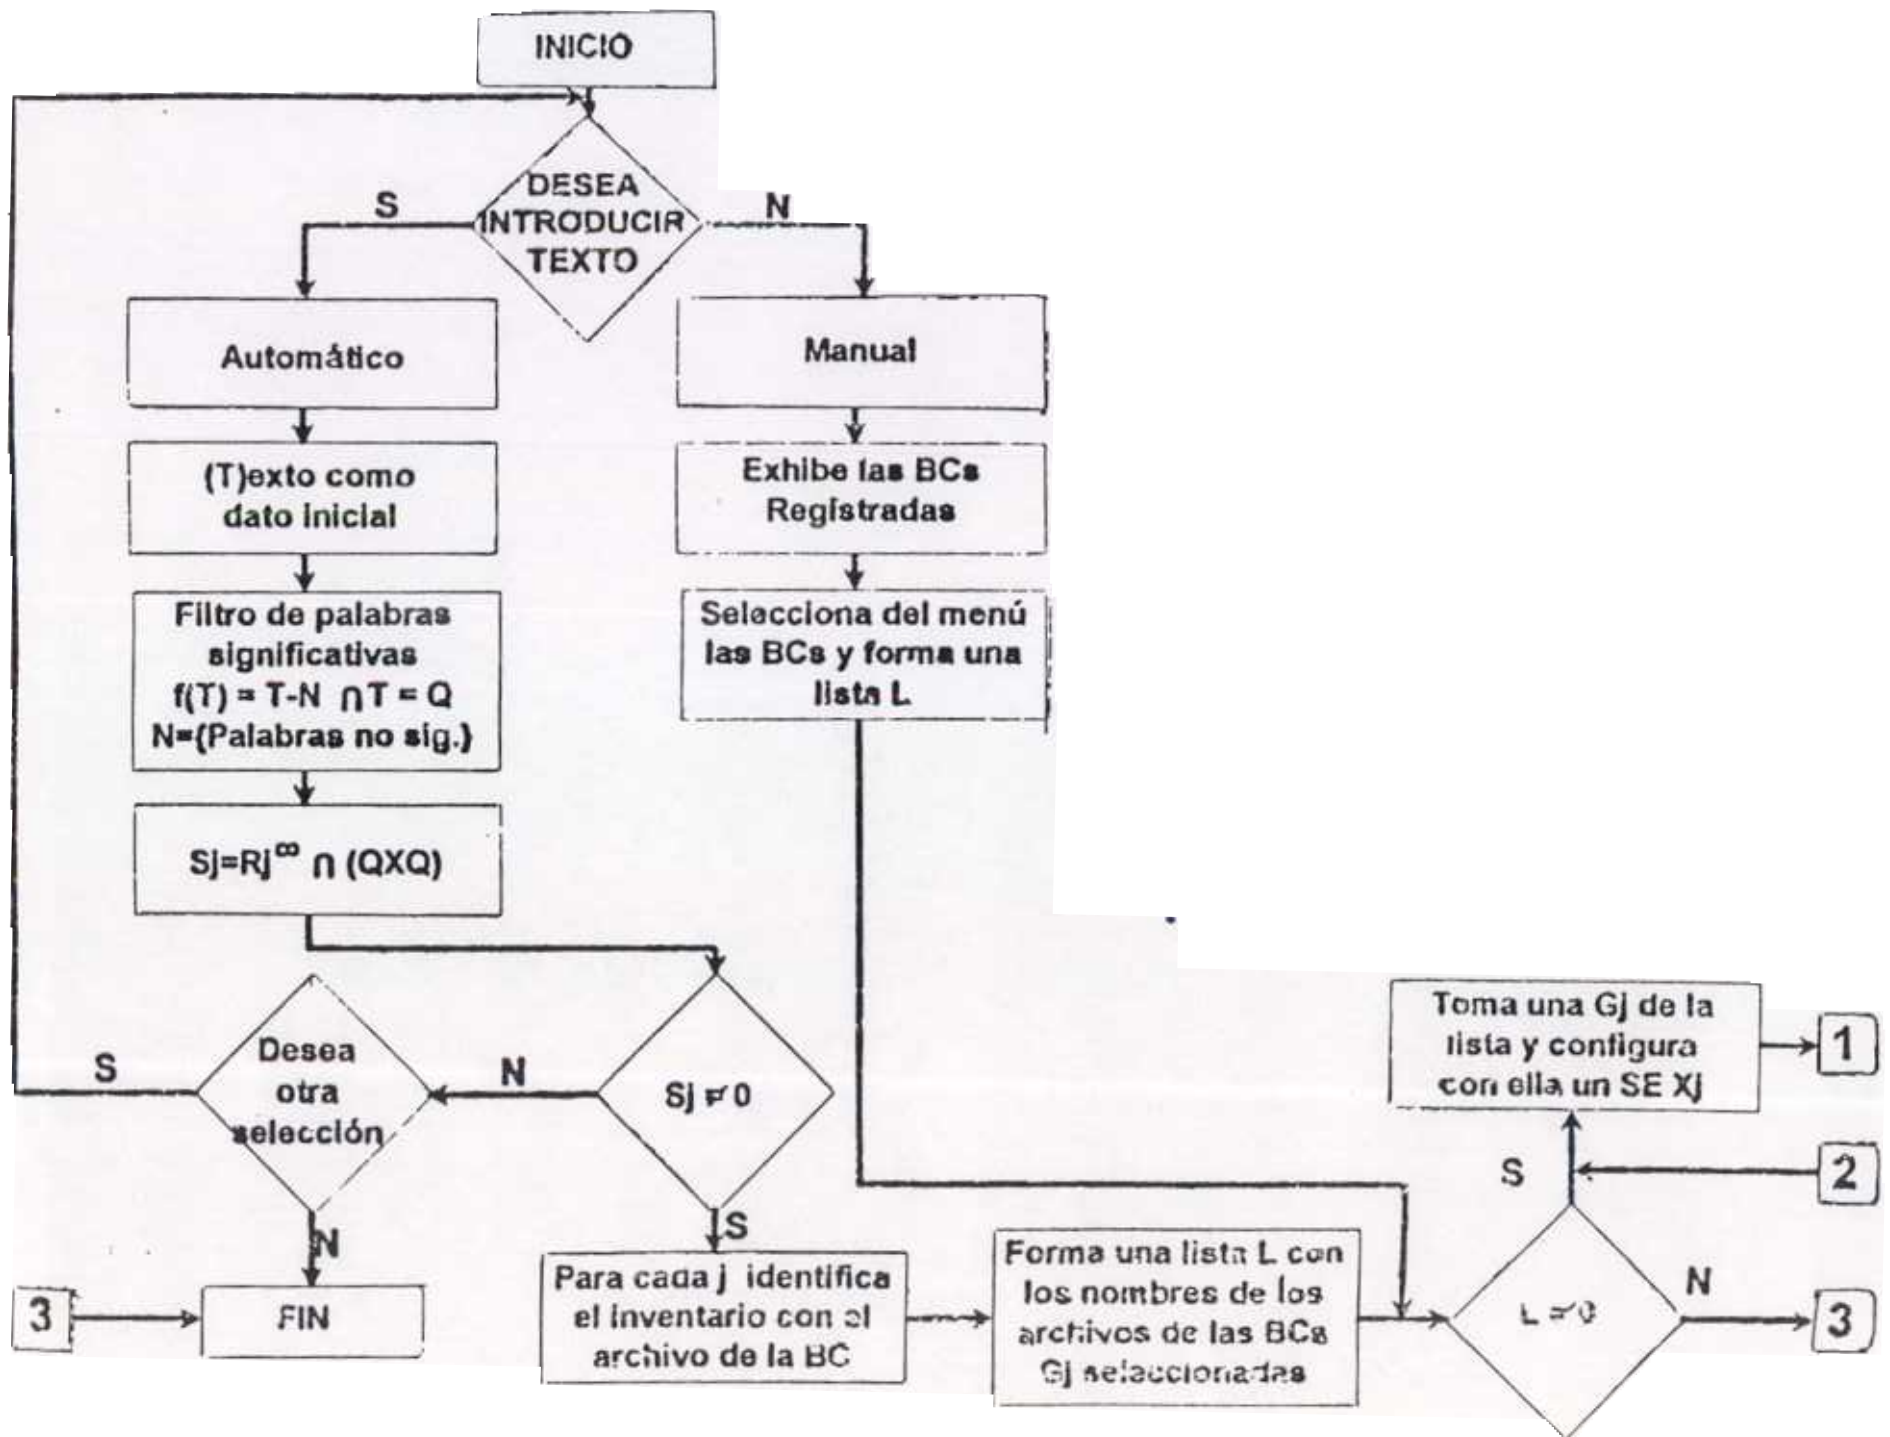 INICIO
DESEA
INTRODUCIR
TEXTO
S
N
Automático
Manual
(T)exto como
dato inicial
Exhibe las BCs
Registradas
Filtro de palabras
significativas
f(T) = T-N ∩ T = Q
N={Palabras no sig.}
Selecciona del menú
las BCs y forma una
lista L
Sj=Rj∞ ∩ (QXQ)
Desea
otra
selección
S
N
N
Sj ≠ 0
S
3
FIN
Para cada j identifica
el inventario con el
archivo de la BC
Forma una lista L con
los nombres de los
archivos de las BCs
Gj seleccionadas
L ≠ 0
S
N
Toma una Gj de la
lista y configura
con ella un SE Xj
1
2
3